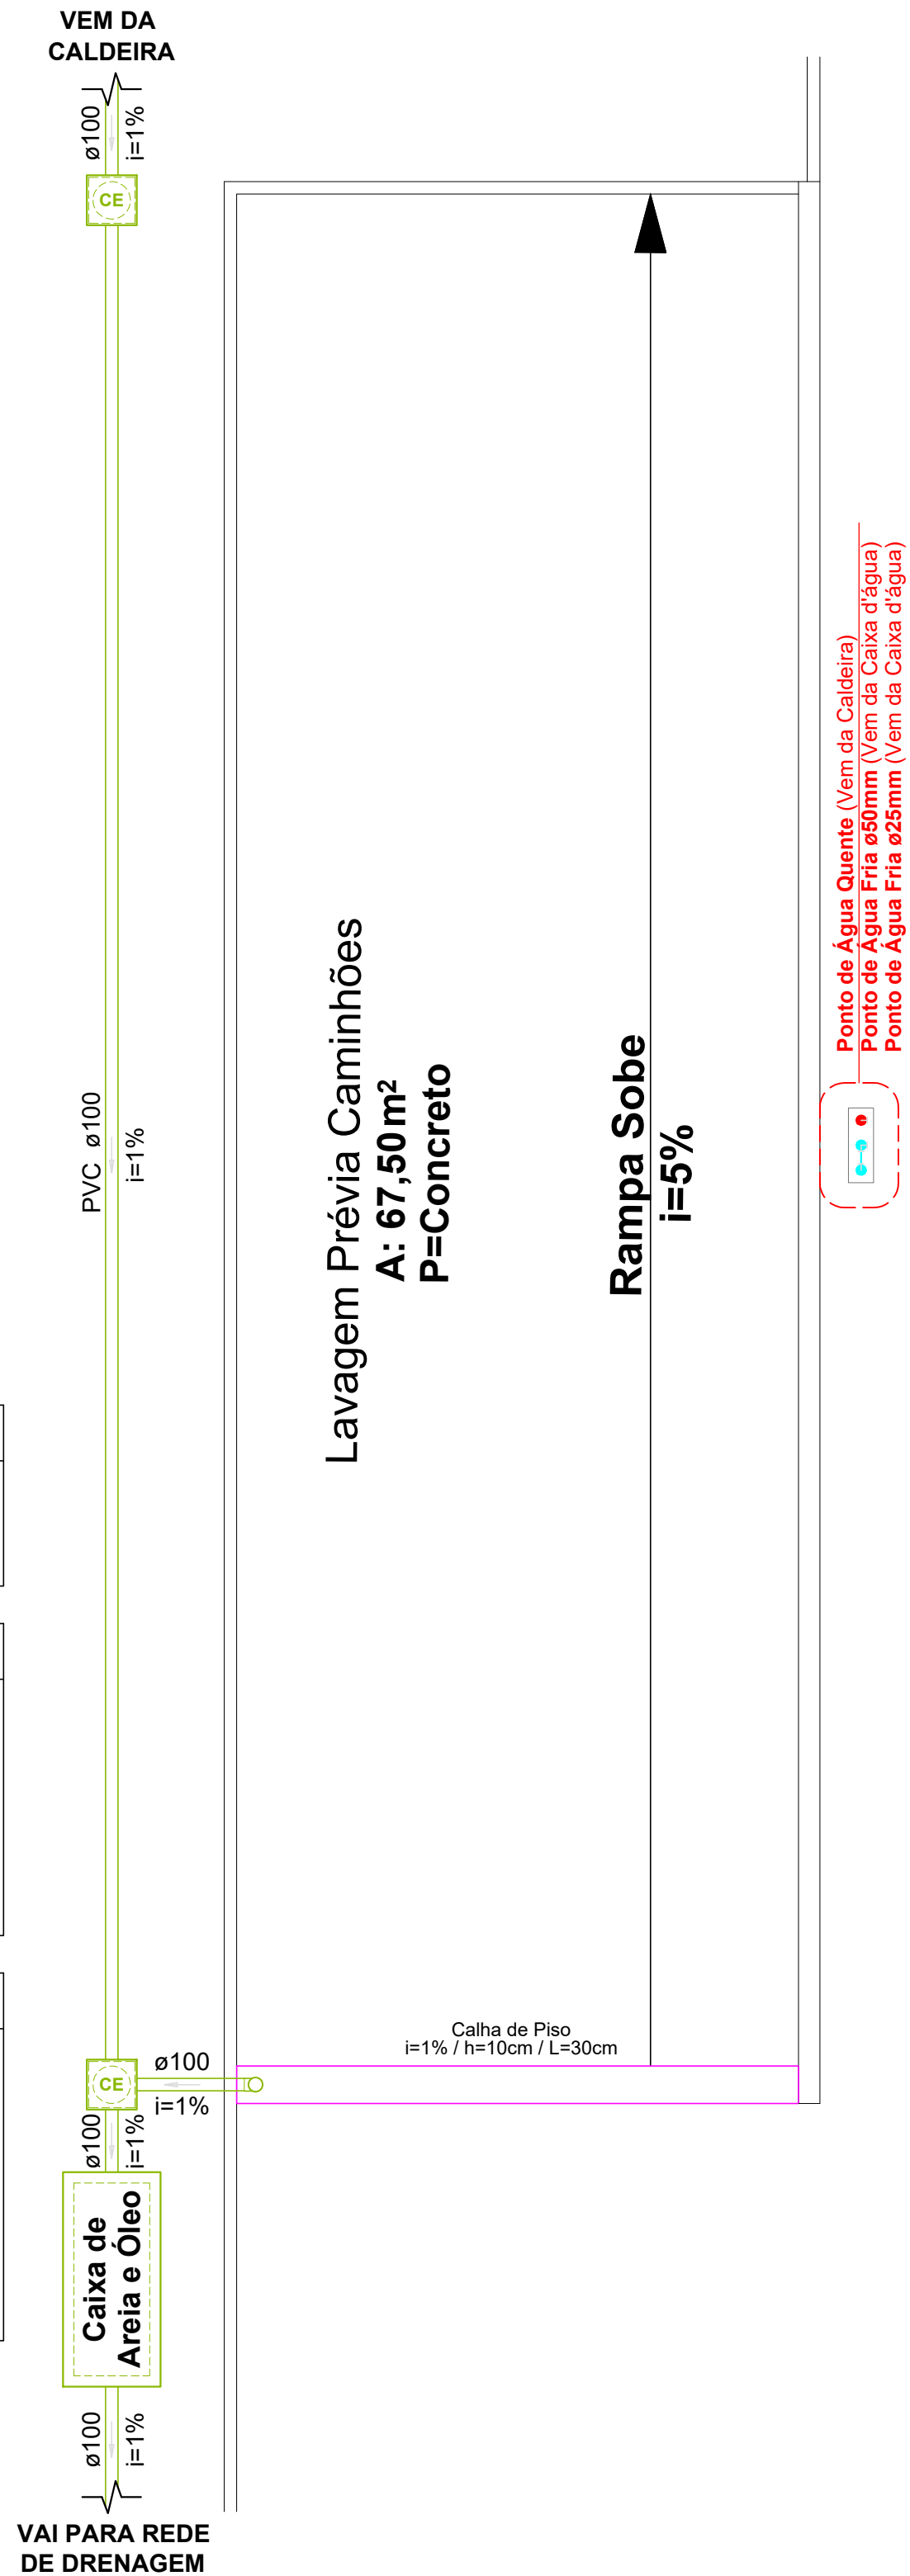 VEM DA
CALDEIRA
ø100
i=1%
CE
Ponto de Água Quente (Vem da Caldeira)
Ponto de Água Fria ø50mm (Vem da Caixa d'água)
Ponto de Água Fria ø25mm (Vem da Caixa d'água)
Lavagem Prévia Caminhões
A: 67,50m²
P=Concreto
Rampa Sobe
i=5%
PVC ø100
i=1%
Calha de Piso
i=1% / h=10cm / L=30cm
ø100
i=1%
CE
ø100
i=1%
Caixa de
Areia e Óleo
ø100
i=1%
VAI PARA REDE
DE DRENAGEM